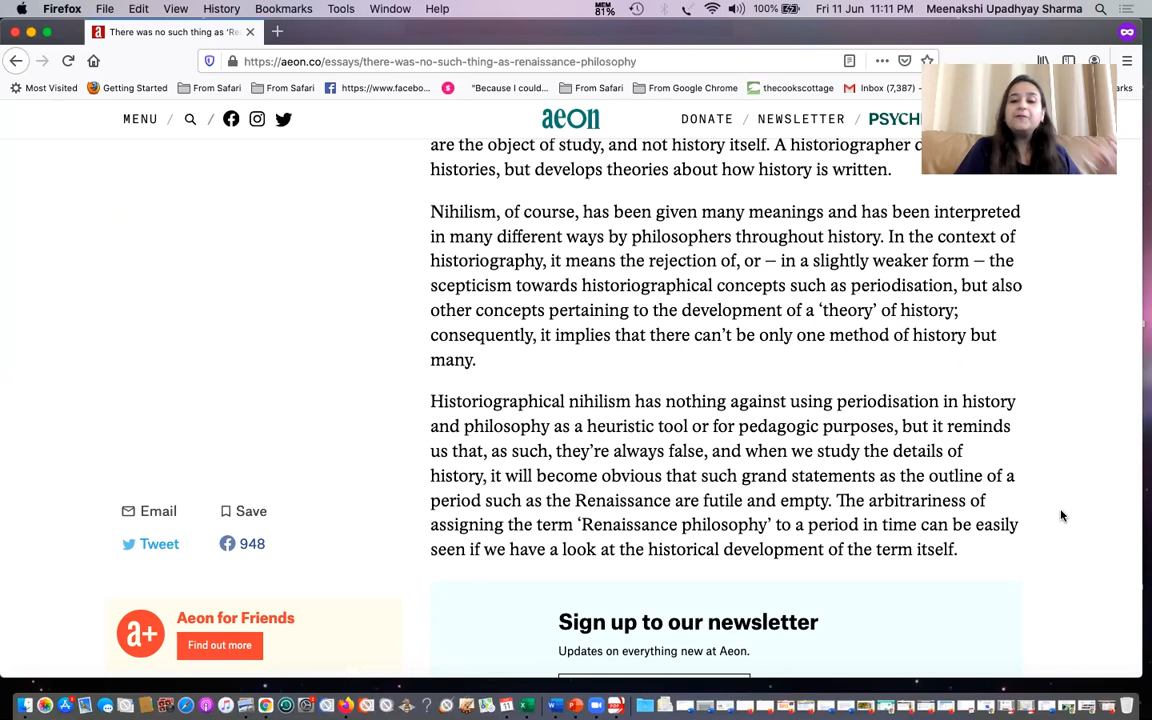 Firefox File Edit View History Bookmarks Tools Window Help MEM 81% 100% Fri 11 Jun 11:11 PM Meenakshi Upadhyay Sharma
a There was no such thing as 'Re
https://aeon.co/essays/there-was-no-such-thing-as-renaissance-philosophy
Most Visited Getting Started From Safari From Safari https://www.facebo... "Because I could... From Safari From Google Chrome thecookscottage Inbox (7,387)
MENU / / aeon DONATE / NEWSLETTER /
are the object of study, and not history itself. A historiographer
histories, but develops theories about how history is written.
Nihilism, of course, has been given many meanings and has been interpreted
in many different ways by philosophers throughout history. In the context of
historiography, it means the rejection of, or – in a slightly weaker form – the
scepticism towards historiographical concepts such as periodisation, but also
other concepts pertaining to the development of a ‘theory’ of history;
consequently, it implies that there can’t be only one method of history but
many.
Historiographical nihilism has nothing against using periodisation in history
and philosophy as a heuristic tool or for pedagogic purposes, but it reminds
us that, as such, they’re always false, and when we study the details of
history, it will become obvious that such grand statements as the outline of a
period such as the Renaissance are futile and empty. The arbitrariness of
assigning the term ‘Renaissance philosophy’ to a period in time can be easily
seen if we have a look at the historical development of the term itself.
Email Save
Tweet 948
a+ Aeon for Friends
Find out more
Sign up to our newsletter
Updates on everything new at Aeon.